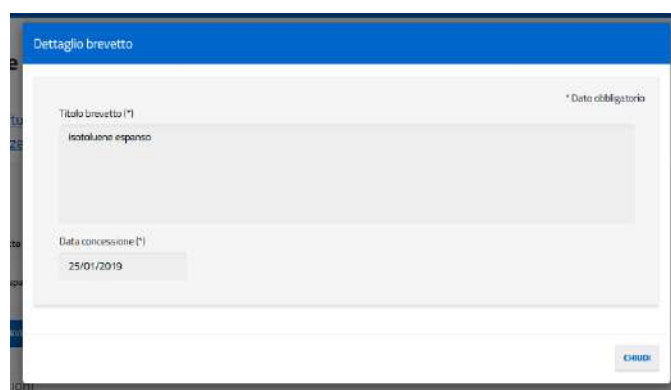 Dettaglio brevetto
* Dato obbligatorio
Titolo brevetto (*)
isotoluene espanso
Data concessione (*)
25/01/2019
CHIUDI